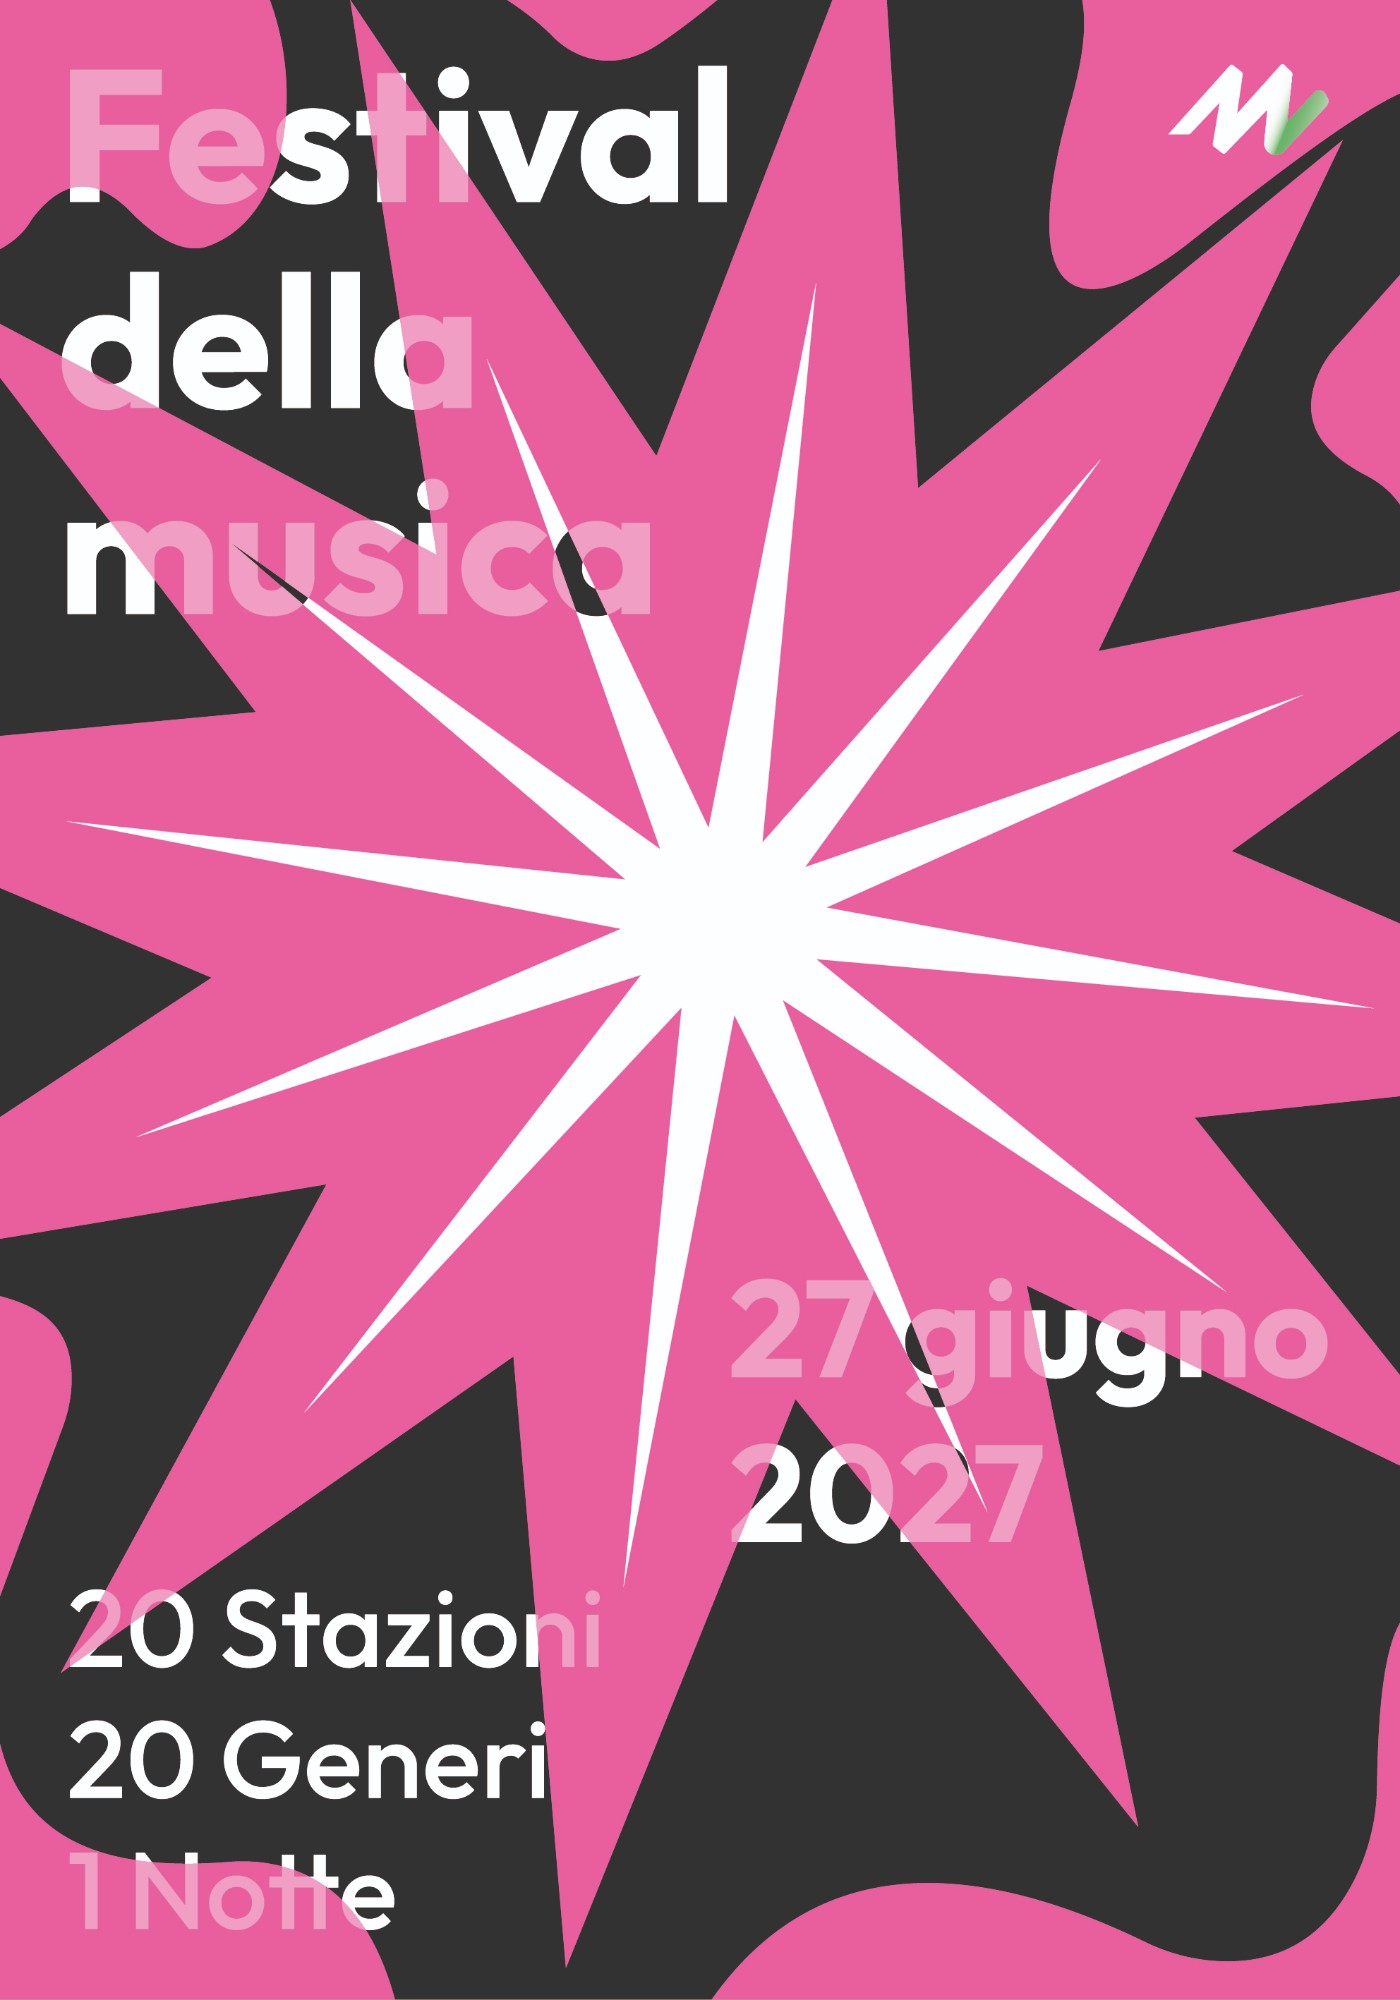 Festival
della
musica
27 giugno
2027
20 Stazioni
20 Generi
1 Notte